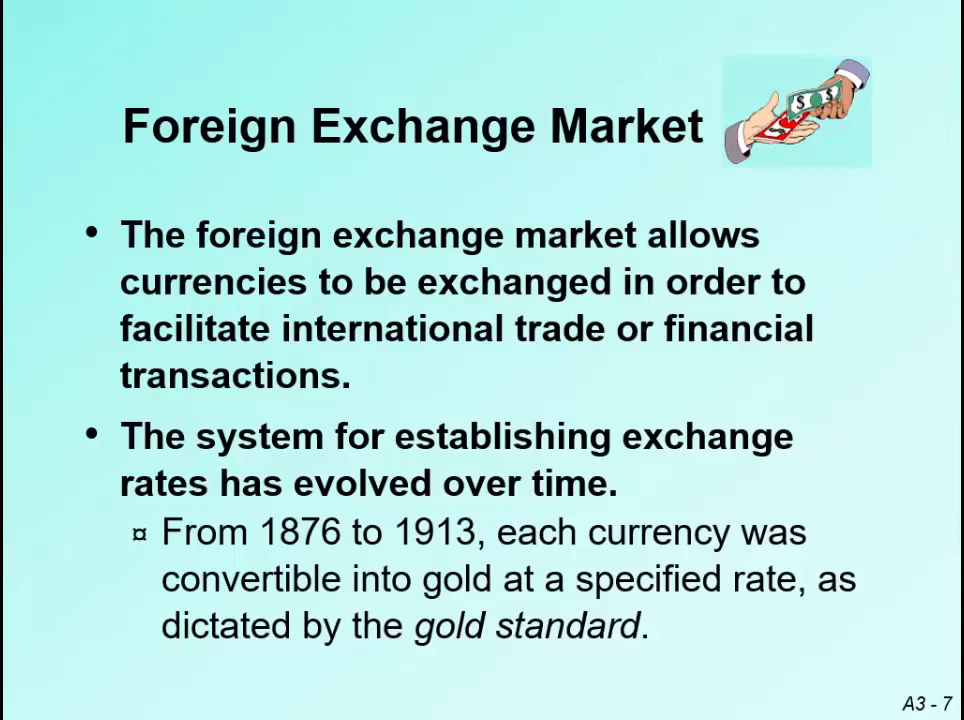 Foreign Exchange Market
$ $
$
• The foreign exchange market allows
currencies to be exchanged in order to
facilitate international trade or financial
transactions.
• The system for establishing exchange
rates has evolved over time.
¤ From 1876 to 1913, each currency was
convertible into gold at a specified rate, as
dictated by the gold standard.
A3 - 7